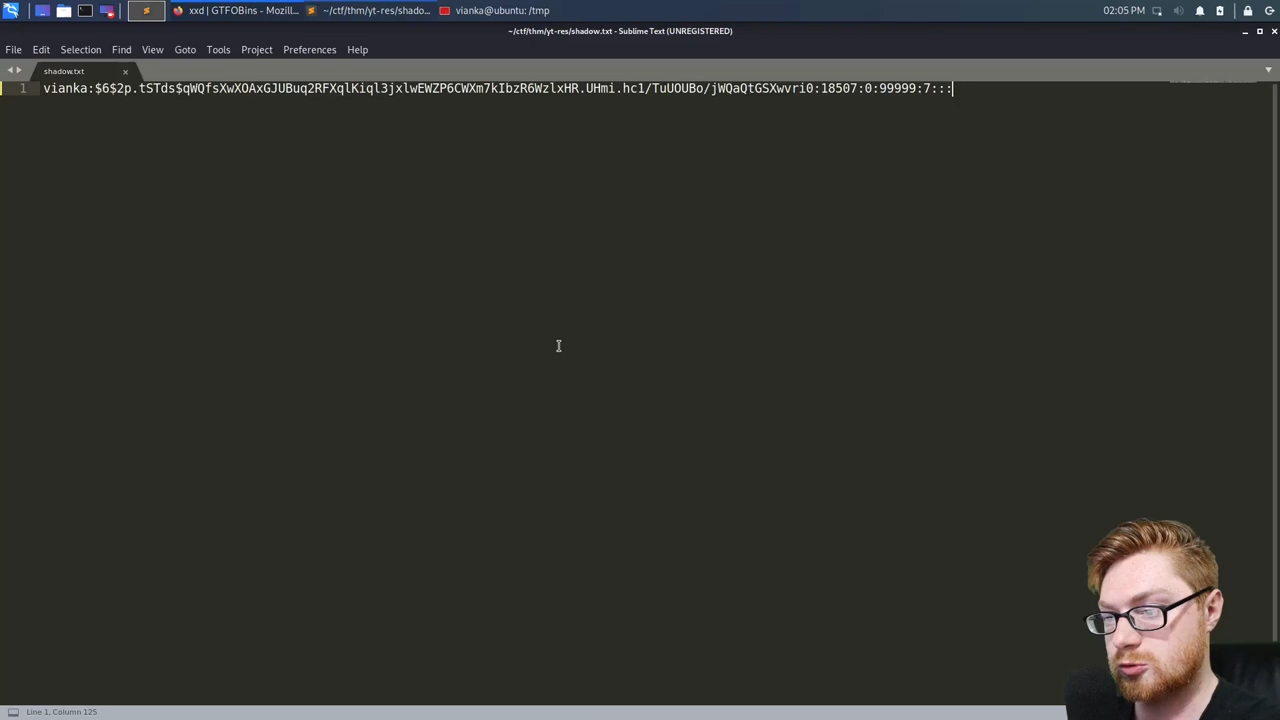 xxd | GTFOBins - Mozill...
~/ctf/thm/yt-res/shado...
vianka@ubuntu: /tmp
02:05 PM
~/ctf/thm/yt-res/shadow.txt - Sublime Text (UNREGISTERED)
File Edit Selection Find View Goto Tools Project Preferences Help
shadow.txt
1 vianka:$6$2p.tSTds$qWQfsXwXOAxGJUBuq2RFXqlKiql3jxlwEWZP6CWXm7kIbzR6WzlxHR.UHmi.hc1/TuUOUBo/jWQaQtGSXwvri0:18507:0:99999:7:::
Line 1, Column 125